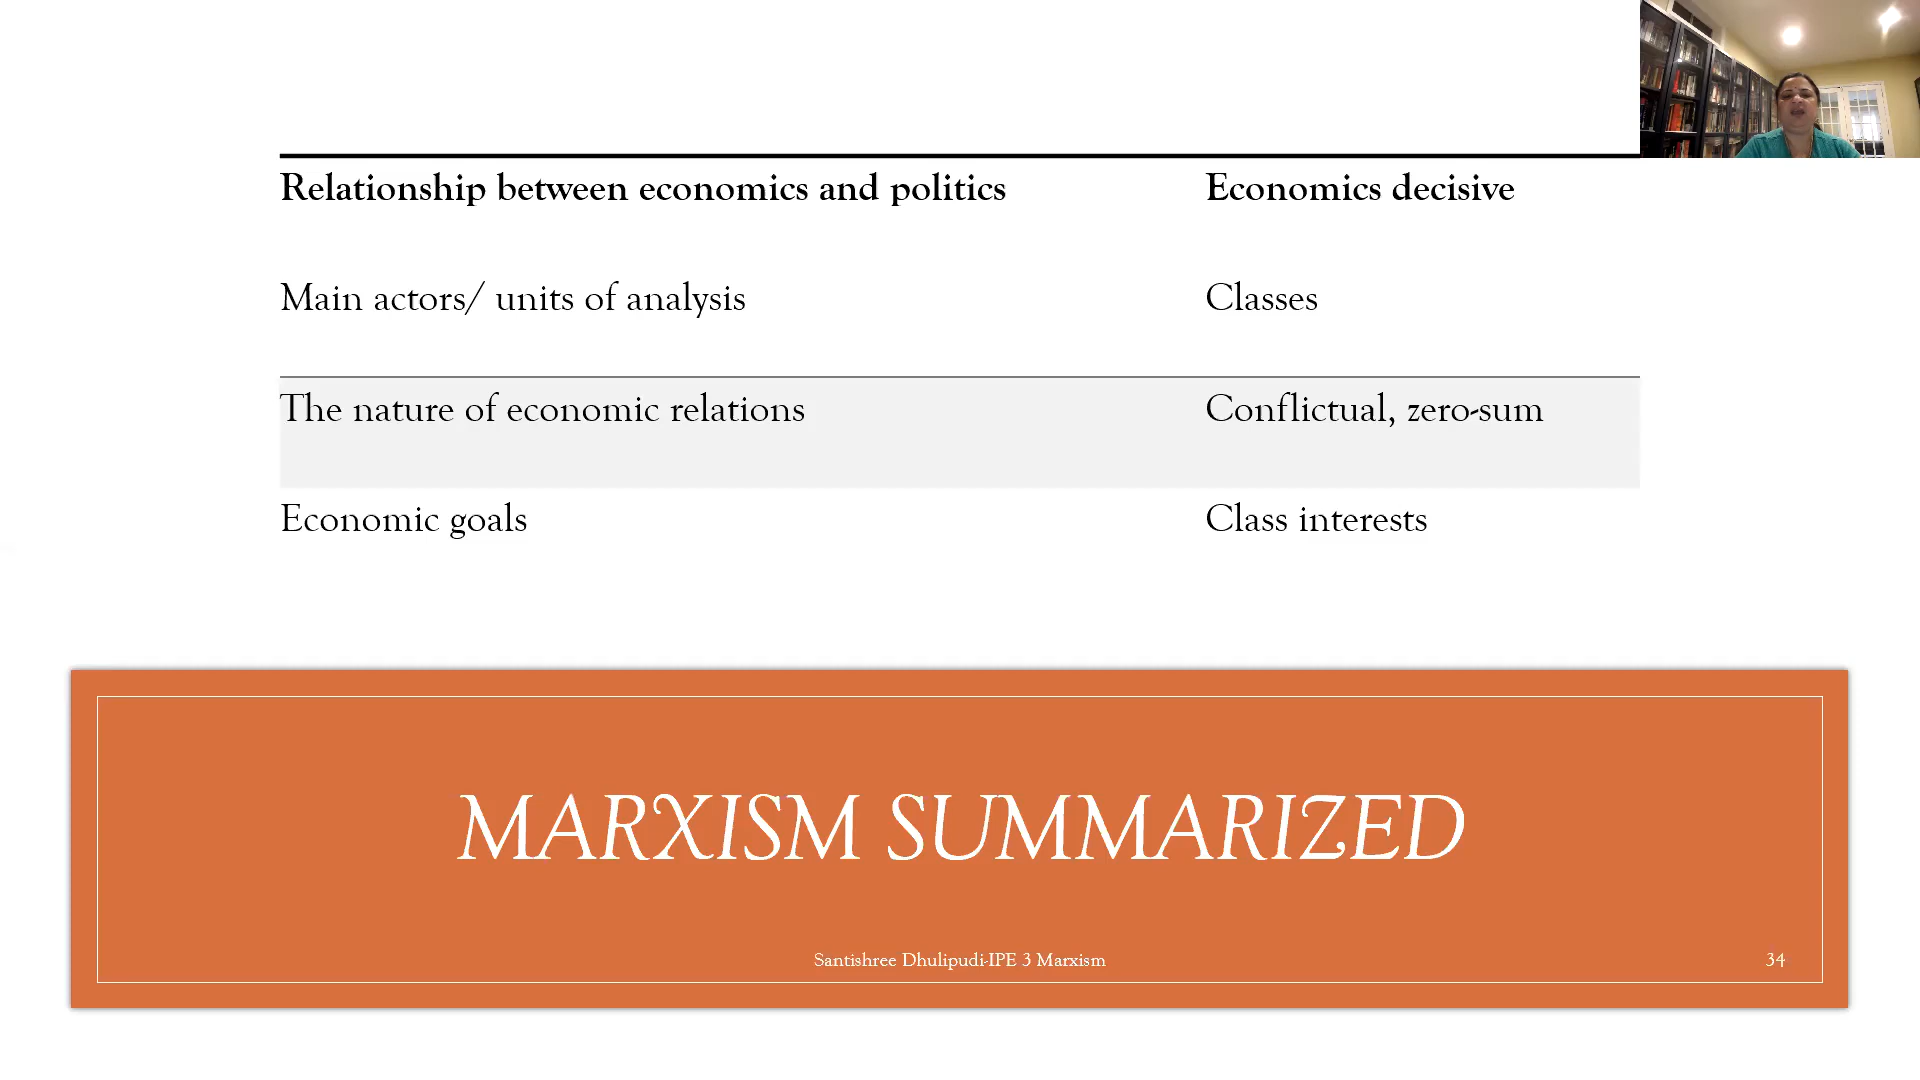 Relationship between economics and politics Economics decisive
Main actors/ units of analysis Classes
The nature of economic relations Conflictual, zero-sum
Economic goals Class interests
MARXISM SUMMARIZED
Santishree Dhulipudi-IPE 3 Marxism 34